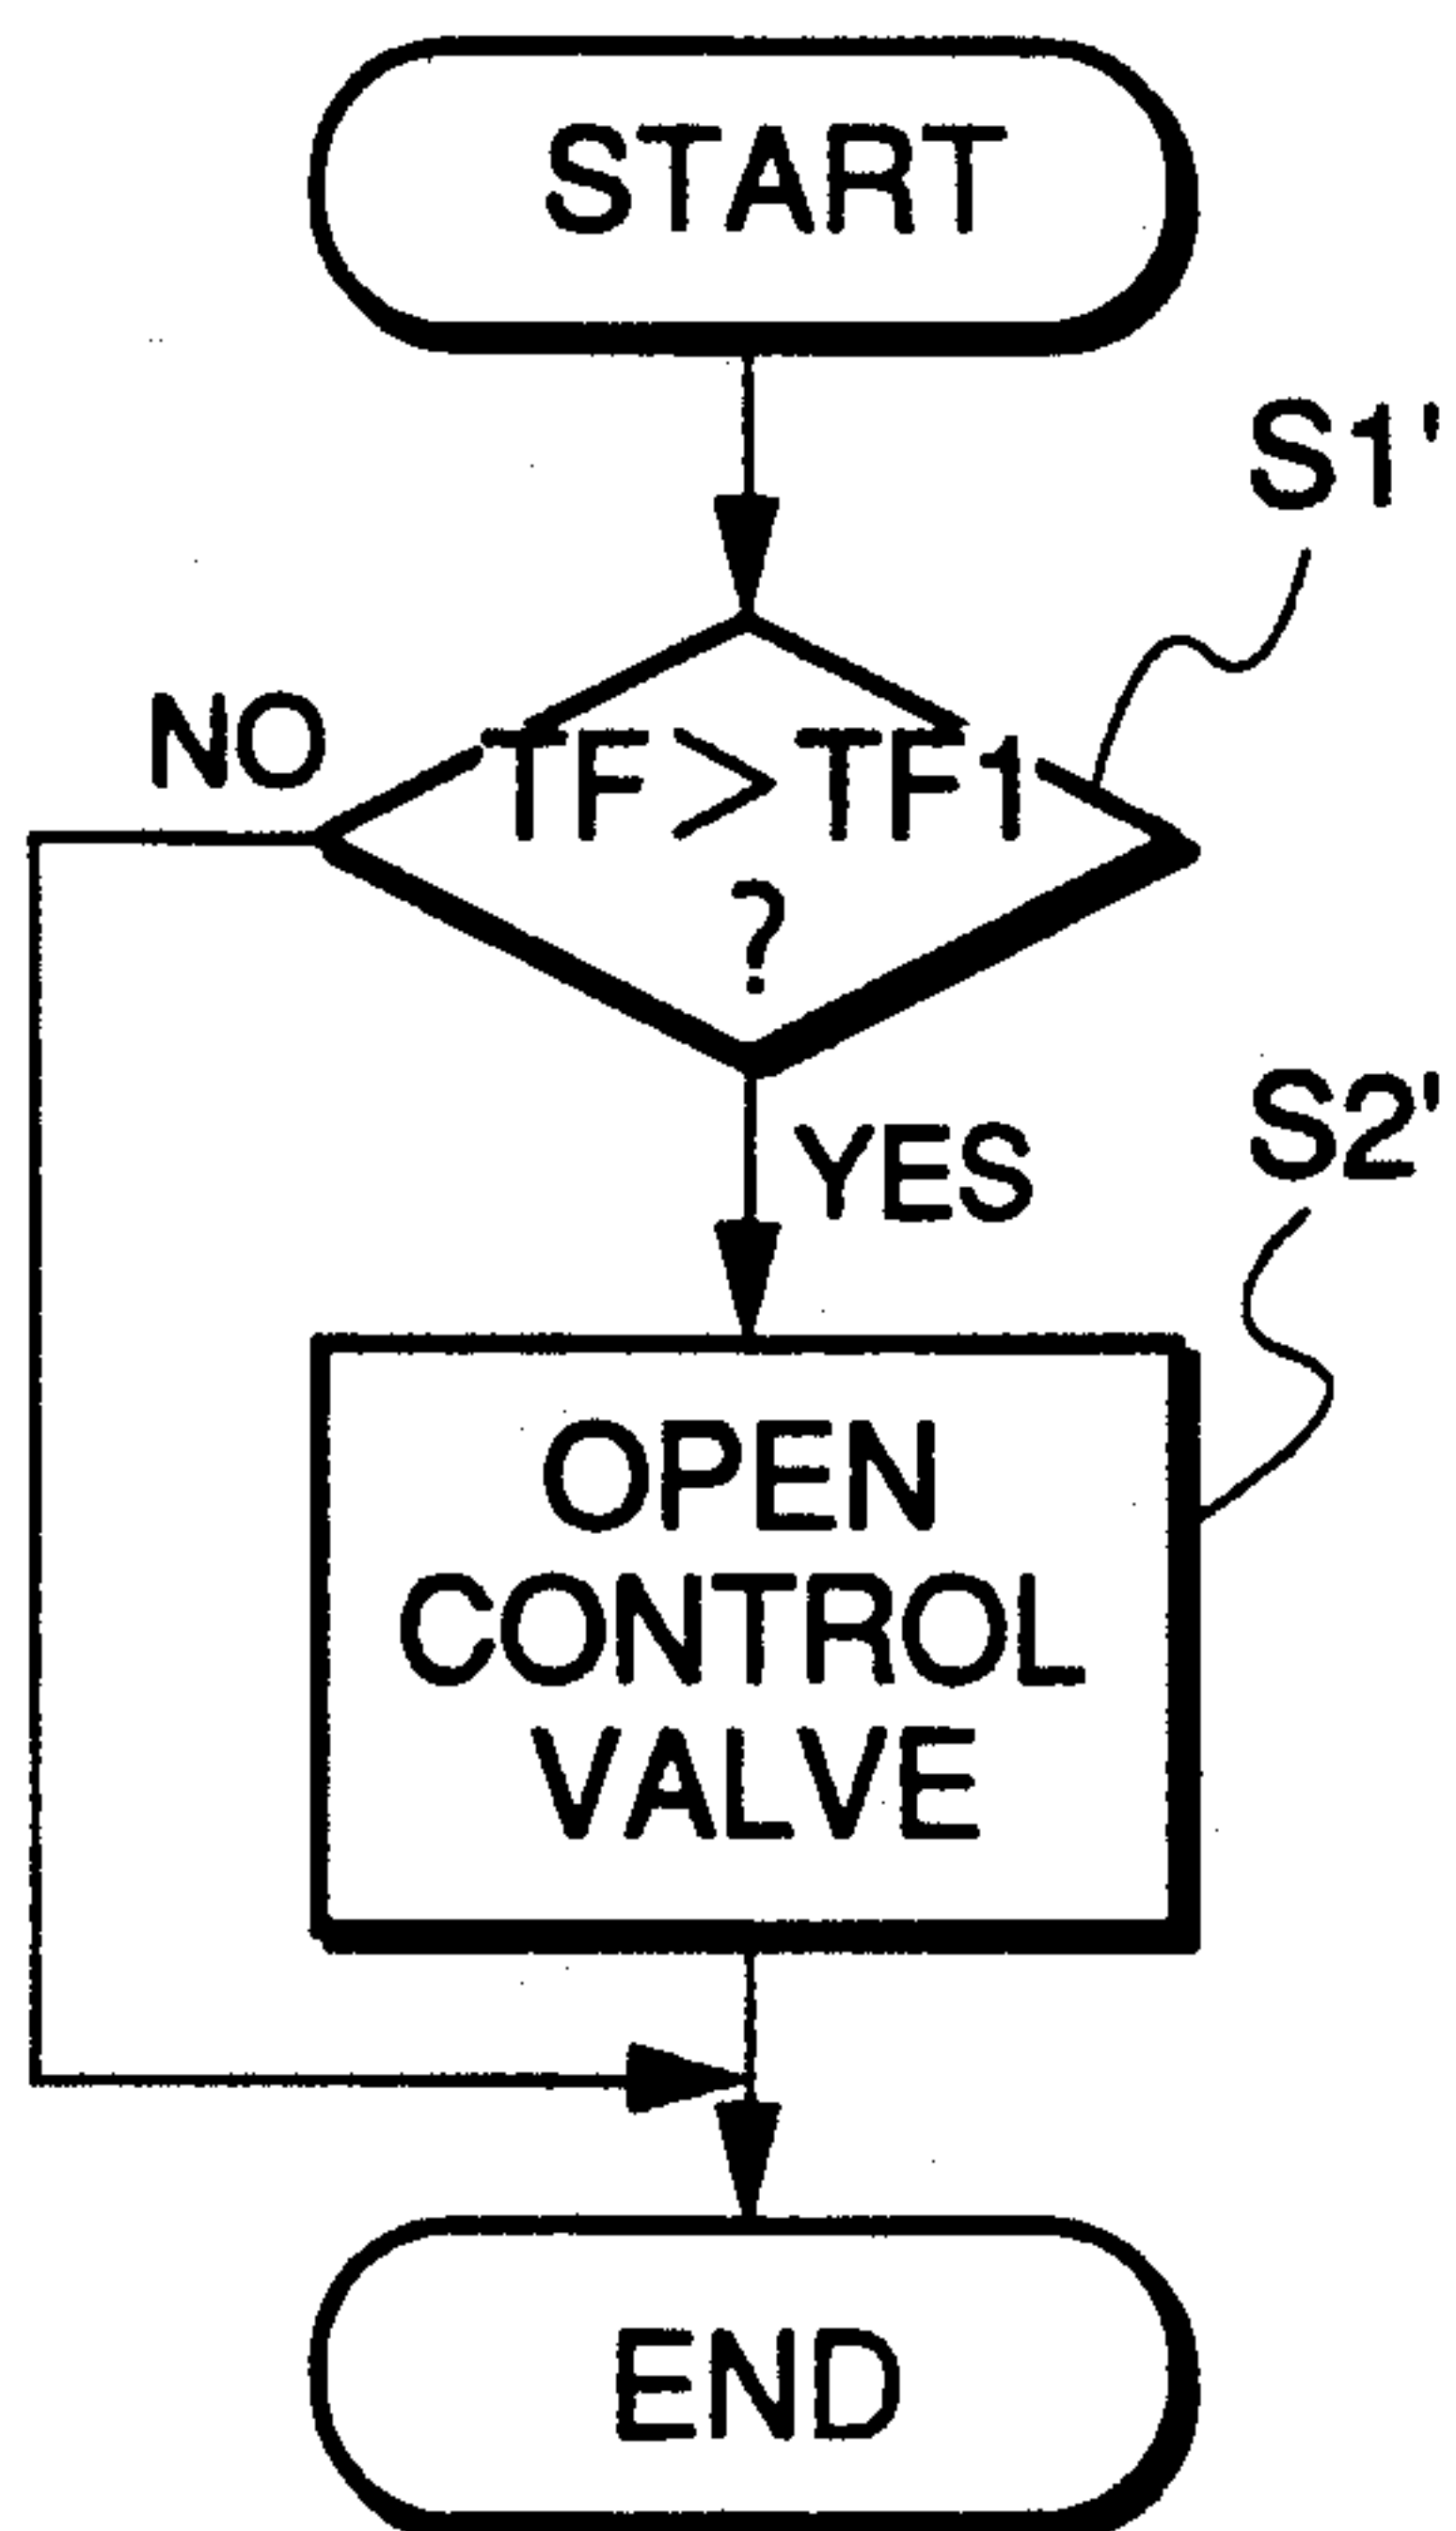 START
S1'
NO
TF>TF1
?
YES
S2'
OPEN
CONTROL
VALVE
END